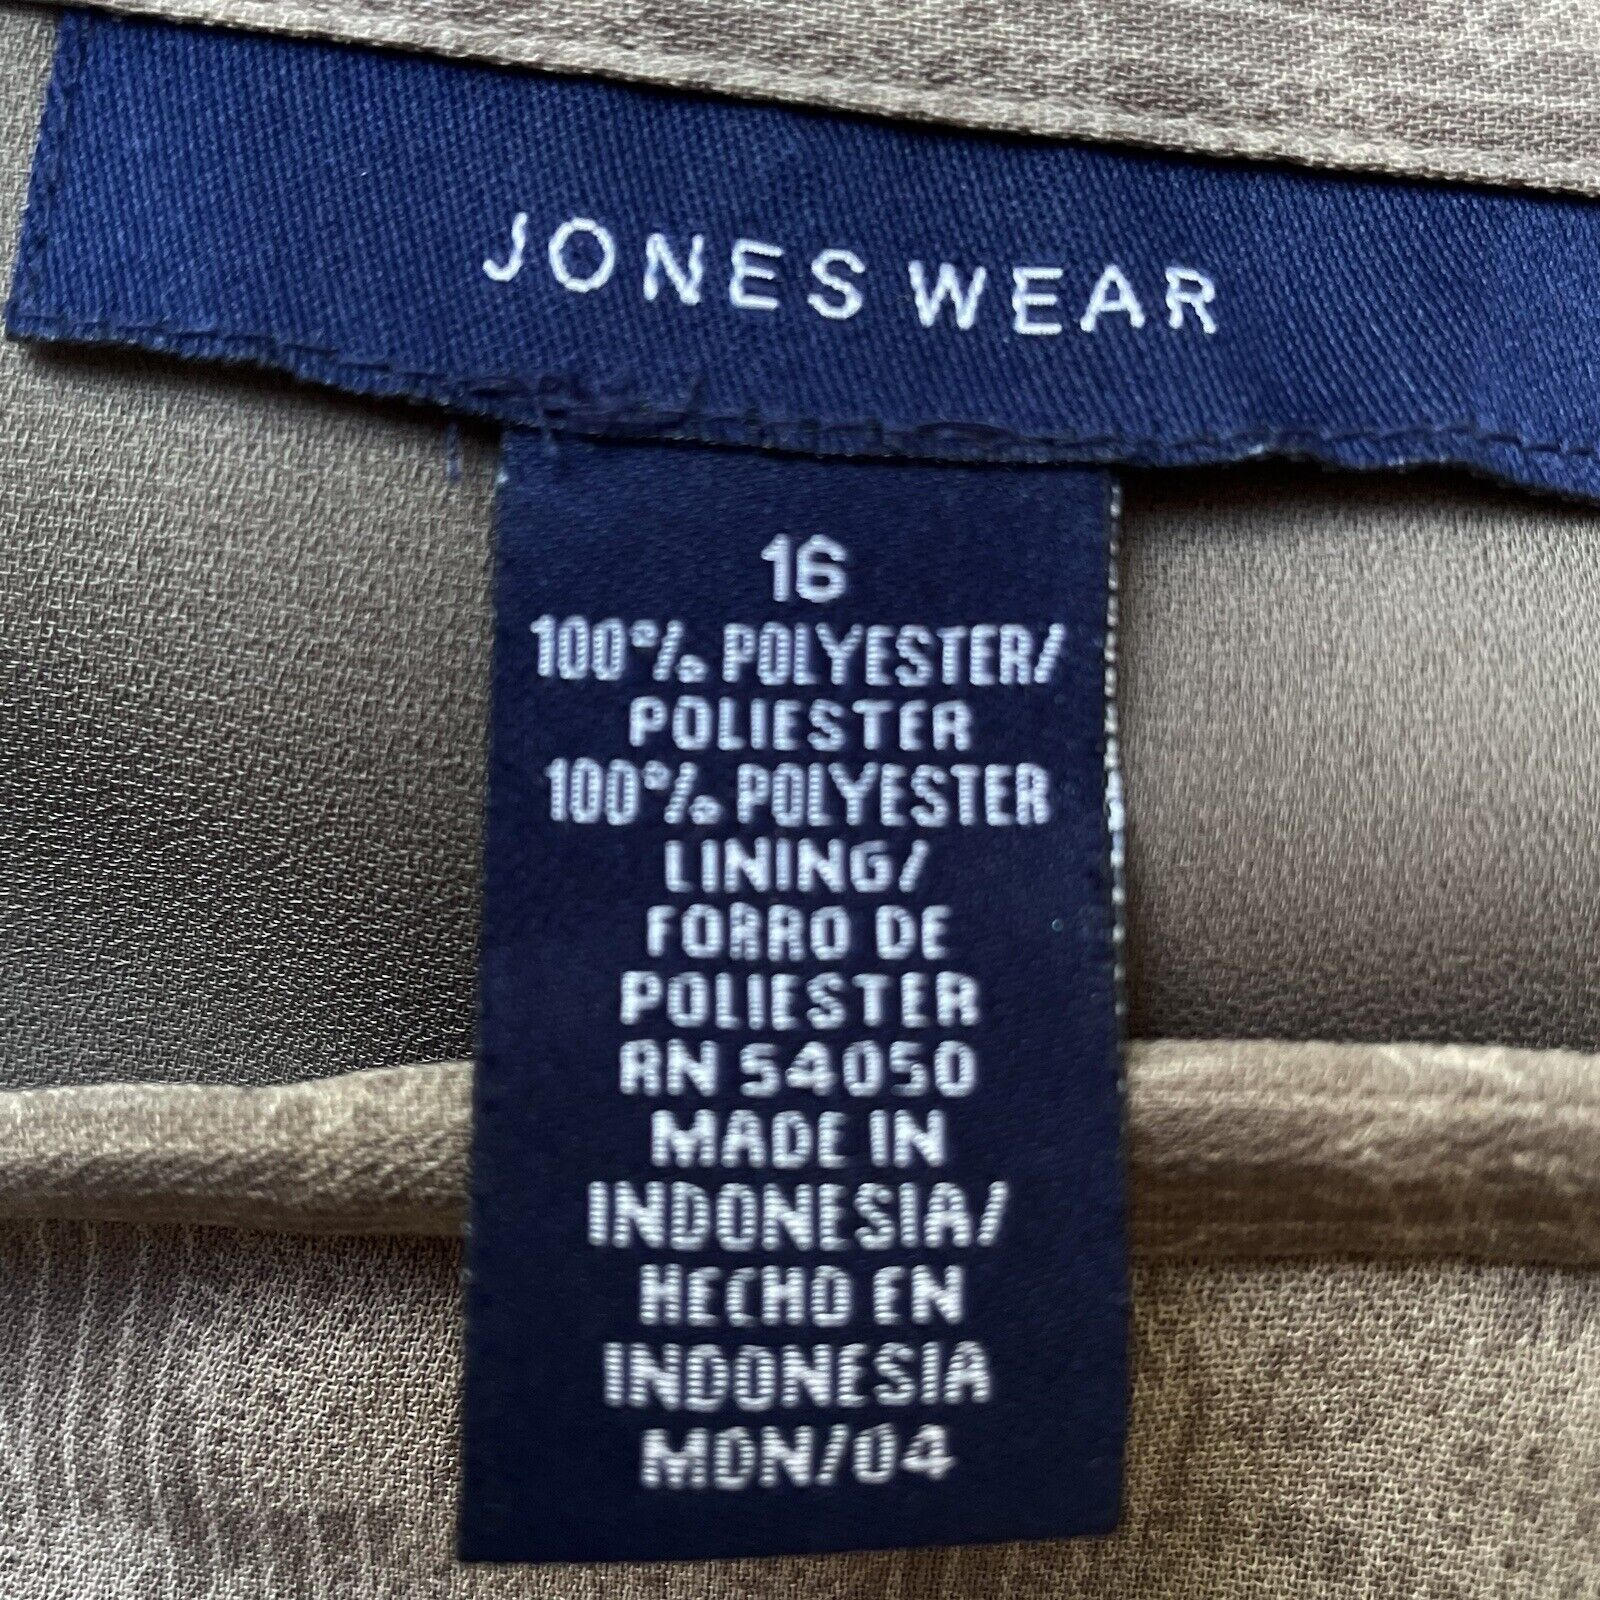 JONES WEAR
16
100% POLYESTER/
POLIESTER
100% POLYESTER
LINING/
FORRO DE
POLIESTER
RN 54050
MADE IN
INDONESIA/
HECHO EN
INDONESIA
MDN/04